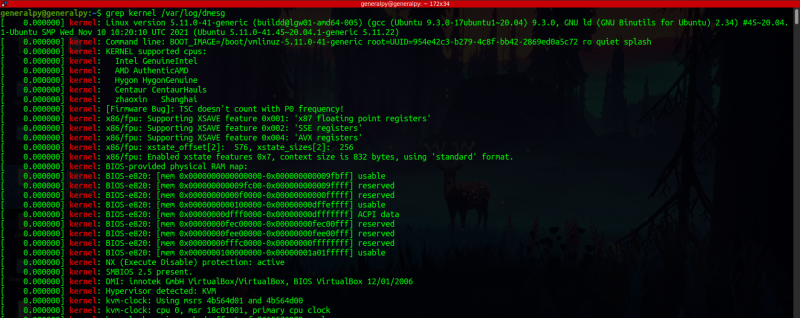 generalpy@generalpy: ~ 172x34
generalpy@generalpy:~$ grep kernel /var/log/dmesg
[    0.000000] kernel: Linux version 5.11.0-41-generic (buildd@lgw01-amd64-005) (gcc (Ubuntu 9.3.0-17ubuntu1~20.04) 9.3.0, GNU ld (GNU Binutils for Ubuntu) 2.34) #45~20.04.
1-Ubuntu SMP Wed Nov 10 10:20:10 UTC 2021 (Ubuntu 5.11.0-41.45~20.04.1-generic 5.11.22)
[    0.000000] kernel: Command line: BOOT_IMAGE=/boot/vmlinuz-5.11.0-41-generic root=UUID=954e42c3-b279-4c8f-bb42-2869ed0a5c72 ro quiet splash
[    0.000000] kernel: KERNEL supported cpus:
[    0.000000] kernel:   Intel GenuineIntel
[    0.000000] kernel:   AMD AuthenticAMD
[    0.000000] kernel:   Hygon HygonGenuine
[    0.000000] kernel:   Centaur CentaurHauls
[    0.000000] kernel:   zhaoxin   Shanghai
[    0.000000] kernel: [Firmware Bug]: TSC doesn't count with P0 frequency!
[    0.000000] kernel: x86/fpu: Supporting XSAVE feature 0x001: 'x87 floating point registers'
[    0.000000] kernel: x86/fpu: Supporting XSAVE feature 0x002: 'SSE registers'
[    0.000000] kernel: x86/fpu: Supporting XSAVE feature 0x004: 'AVX registers'
[    0.000000] kernel: x86/fpu: xstate_offset[2]:  576, xstate_sizes[2]:  256
[    0.000000] kernel: x86/fpu: Enabled xstate features 0x7, context size is 832 bytes, using 'standard' format.
[    0.000000] kernel: BIOS-provided physical RAM map:
[    0.000000] kernel: BIOS-e820: [mem 0x0000000000000000-0x000000000009fbff] usable
[    0.000000] kernel: BIOS-e820: [mem 0x000000000009fc00-0x000000000009ffff] reserved
[    0.000000] kernel: BIOS-e820: [mem 0x00000000000f0000-0x00000000000fffff] reserved
[    0.000000] kernel: BIOS-e820: [mem 0x0000000000100000-0x00000000dffeffff] usable
[    0.000000] kernel: BIOS-e820: [mem 0x00000000dfff0000-0x00000000dfffffff] ACPI data
[    0.000000] kernel: BIOS-e820: [mem 0x00000000fec00000-0x00000000fec00fff] reserved
[    0.000000] kernel: BIOS-e820: [mem 0x00000000fee00000-0x00000000fee00fff] reserved
[    0.000000] kernel: BIOS-e820: [mem 0x00000000fffc0000-0x00000000ffffffff] reserved
[    0.000000] kernel: BIOS-e820: [mem 0x0000000100000000-0x000000001a01fffff] usable
[    0.000000] kernel: NX (Execute Disable) protection: active
[    0.000000] kernel: SMBIOS 2.5 present.
[    0.000000] kernel: DMI: innotek GmbH VirtualBox/VirtualBox, BIOS VirtualBox 12/01/2006
[    0.000000] kernel: Hypervisor detected: KVM
[    0.000000] kernel: kvm-clock: Using msrs 4b564d01 and 4b564d00
[    0.000000] kernel: kvm-clock: cpu 0, msr 18c01001, primary cpu clock